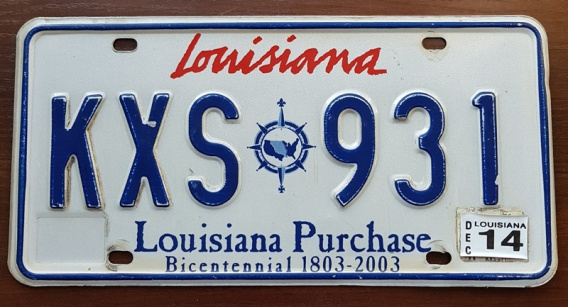 Louisiana
KXS 931
Louisiana Purchase
Bicentennial 1803-2003
DEC
LOUISIANA
14